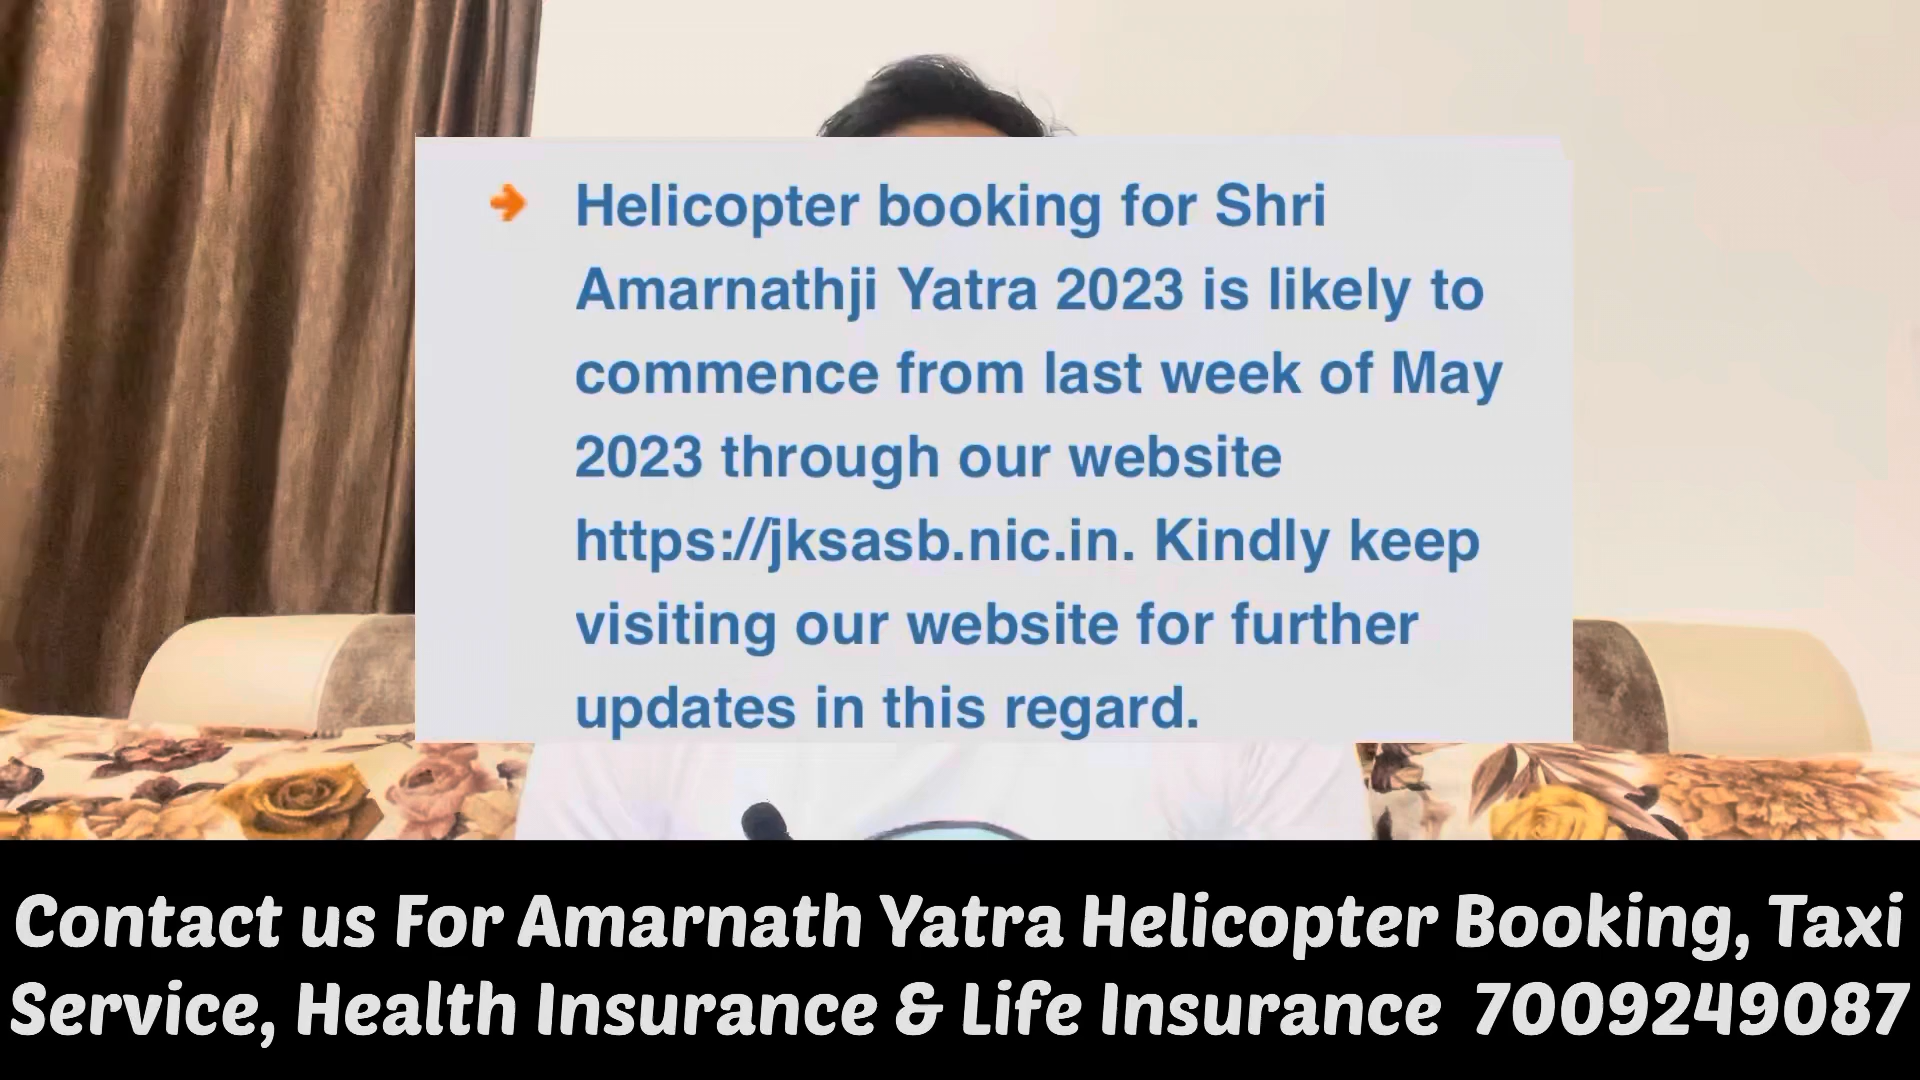 Helicopter booking for Shri
Amarnathji Yatra 2023 is likely to
commence from last week of May
2023 through our website
https://jksasb.nic.in. Kindly keep
visiting our website for further
updates in this regard.
Contact us For Amarnath Yatra Helicopter Booking, Taxi
Service, Health Insurance & Life Insurance 7009249087